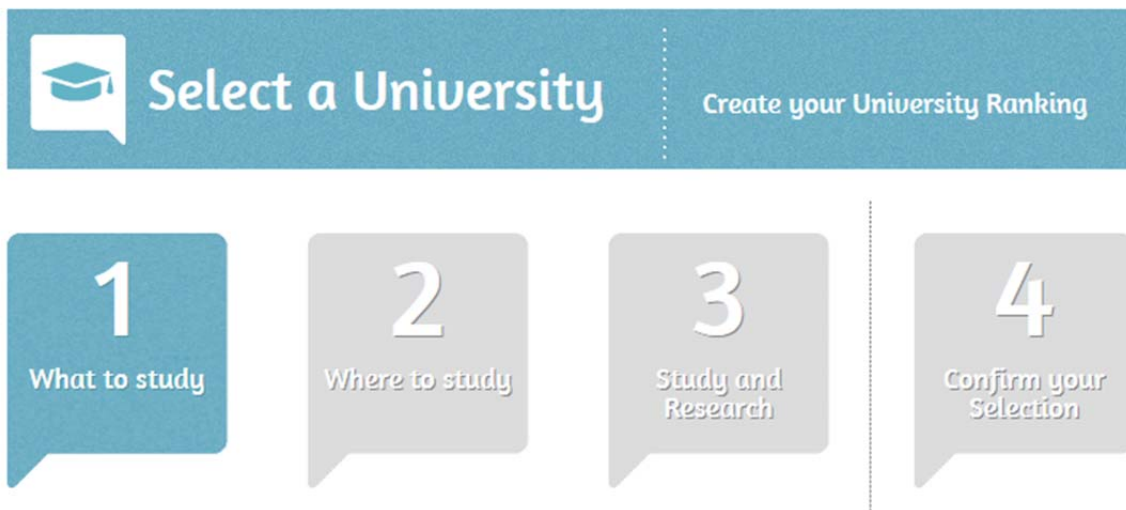 Select a University
Create your University Ranking
1
What to study
2
Where to study
3
Study and
Research
4
Confirm your
Selection